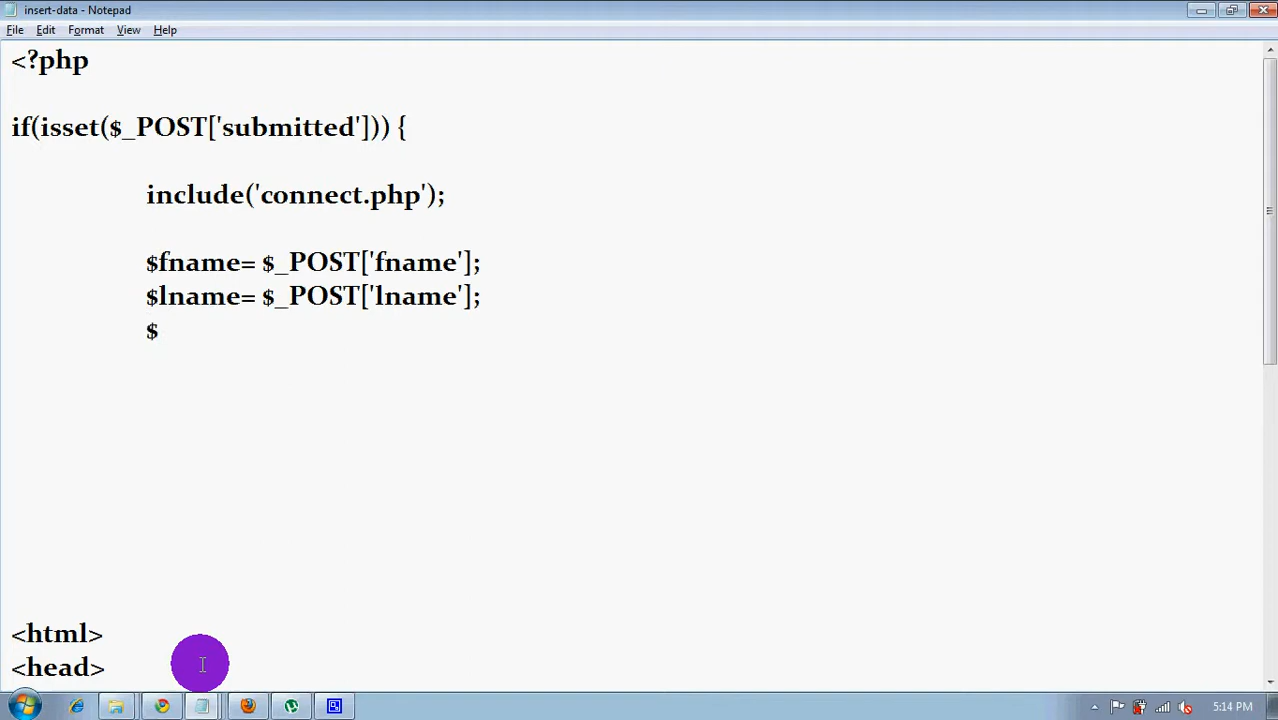 insert-data - Notepad
File Edit Format View Help
<?php
if(isset($_POST['submitted'])) {
include('connect.php');
$fname= $_POST['fname'];
$lname= $_POST['lname'];
$
<html>
<head>
5:14 PM